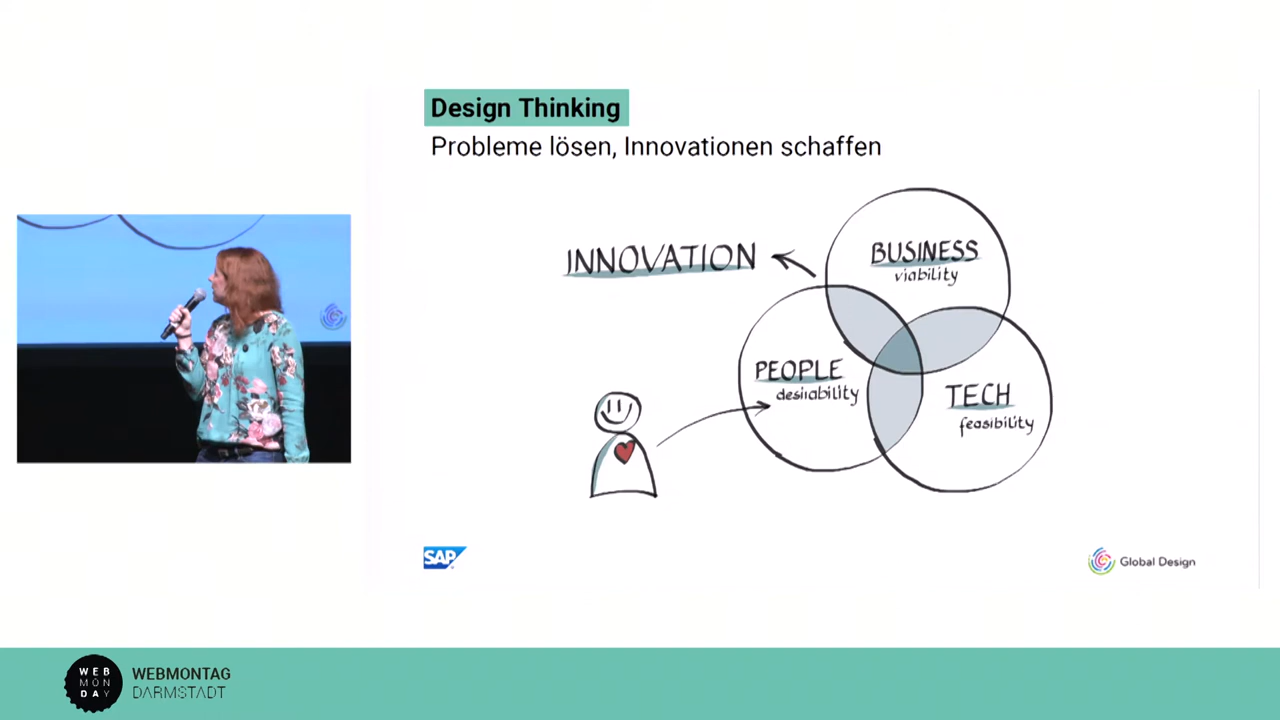 Design Thinking
Probleme lösen, Innovationen schaffen
INNOVATION
BUSINESS
viability
PEOPLE
desirability
TECH
feasibility
SAP
Global Design
WEB
MON
DAY
WEBMONTAG
DARMSTADT